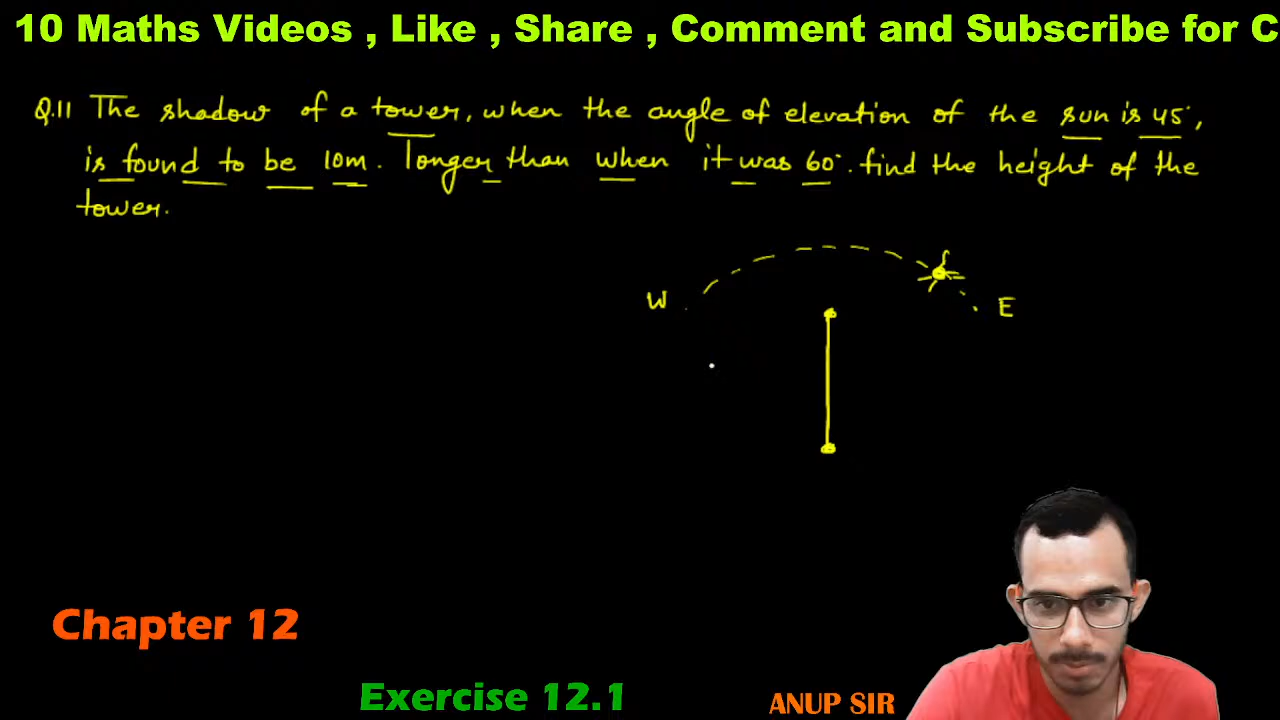 10 Maths Videos , Like , Share , Comment and Subscribe for C
Q.11 The shadow of a tower, when the angle of elevation of the sun is 45°,
is found to be 10m. Longer than when it was 60°. find the height of the
tower.
W
E
Chapter 12
Exercise 12.1
ANUP SIR